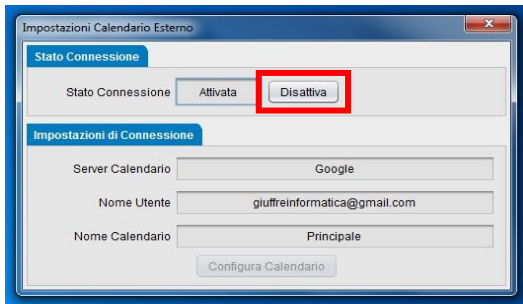 Impostazioni Calendario Esterno
Stato Connessione
Stato Connessione Attivata Disattiva
Impostazioni di Connessione
Server Calendario Google
Nome Utente giuffreinformatica@gmail.com
Nome Calendario Principale
Configura Calendario